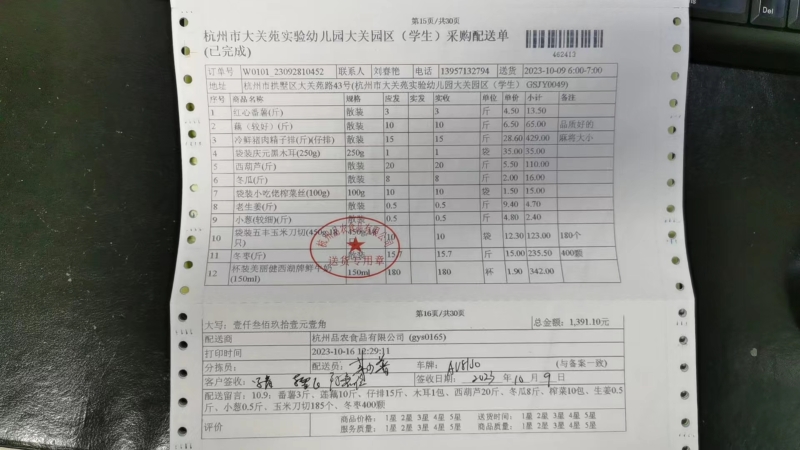 第15页/共30页
杭州市大关苑实验幼儿园大关园区（学生）采购配送单
(已完成)
462413
订单号 W0101_23092810452 联系人 刘春艳 电话 13957132794 送货 2023-10-09 6:00-7:00
地址 杭州市拱墅区大关苑路43号(杭州市大关苑实验幼儿园大关园区（学生）GSJY0049)
序号 商品名称 规格 应发 实发 实收 单位 单价 小计 备注
1 红心番薯(斤) 散装 3 3 斤 4.50 13.50
2 藕（较好）(斤) 散装 10 10 斤 6.50 65.00 品质好的
3 冷鲜猪肉精子排(斤)(仔排) 散装 15 15 斤 28.60 429.00 麻将大小
4 袋装庆元黑木耳(250g) 250g 1 1 袋 35.00 35.00
5 西葫芦(斤) 散装 20 20 斤 5.50 110.00
6 冬瓜(斤) 散装 8 8 斤 2.00 16.00
7 袋装小吃佬榨菜丝(100g) 100g 10 10 袋 1.50 15.00
8 老生姜(斤) 散装 0.5 0.5 斤 9.40 4.70
9 小葱(较细)(斤) 散装 0.5 0.5 斤 4.80 2.40
10 袋装五丰玉米刀切(450g/18只) 10 10 袋 12.30 123.00 180个
11 冬枣(斤) 散装 15.7 15.7 斤 15.00 235.50 400颗
12 杯装美丽健西湖牌鲜牛奶(150ml) 150ml 180 180 杯 1.90 342.00
送货专用章
第16页/共30页
大写：壹仟叁佰玖拾壹元壹角 总金额：1,391.10元
配送商 杭州品农食品有限公司 (gys0165)
打印时间 2023-10-16 12:29:11
分拣员： 配送员： 车牌： (与备案一致)
客户签收： 签收日期： 2023 年 10 月 9 日
配送留言：10.9：番薯3斤、莲藕10斤、仔排15斤、木耳1包、西葫芦20斤、冬瓜8斤、榨菜10包、生姜0.5
斤、小葱0.5斤、玉米刀切185个、冬枣400颗
评价 商品价格： 1星 2星 3星 4星 5星 送货时间： 1星 2星 3星 4星 5星
服务质量： 1星 2星 3星 4星 5星 商品质量： 1星 2星 3星 4星 5星
Del